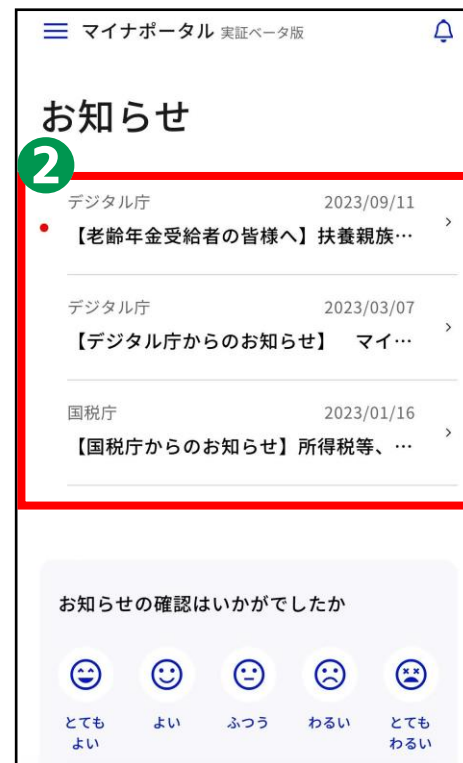 マイナポータル 実証ベータ版
お知らせ
2
デジタル庁 2023/09/11
【老齢年金受給者の皆様へ】扶養親族…
デジタル庁 2023/03/07
【デジタル庁からのお知らせ】　マイ…
国税庁 2023/01/16
【国税庁からのお知らせ】所得税等、…
お知らせの確認はいかがでしたか
とても よい ふつう わるい とても
よい わるい